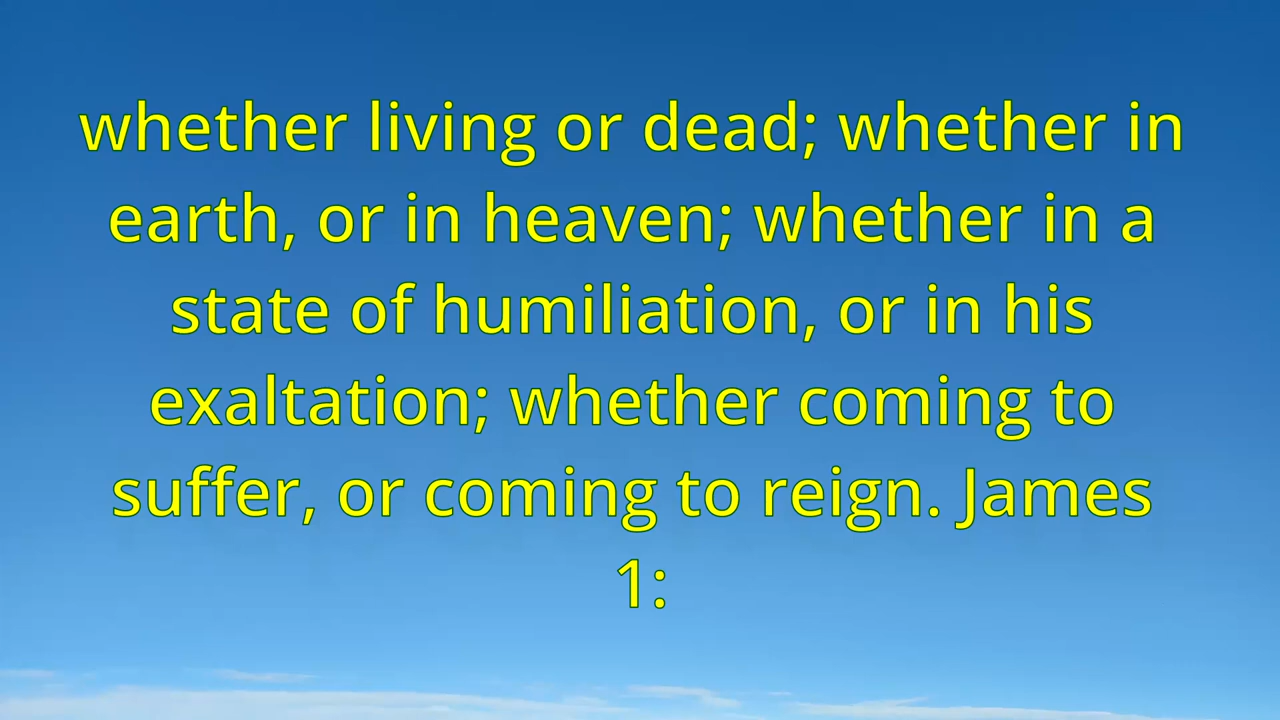 whether living or dead; whether in
earth, or in heaven; whether in a
state of humiliation, or in his
exaltation; whether coming to
suffer, or coming to reign. James
1: